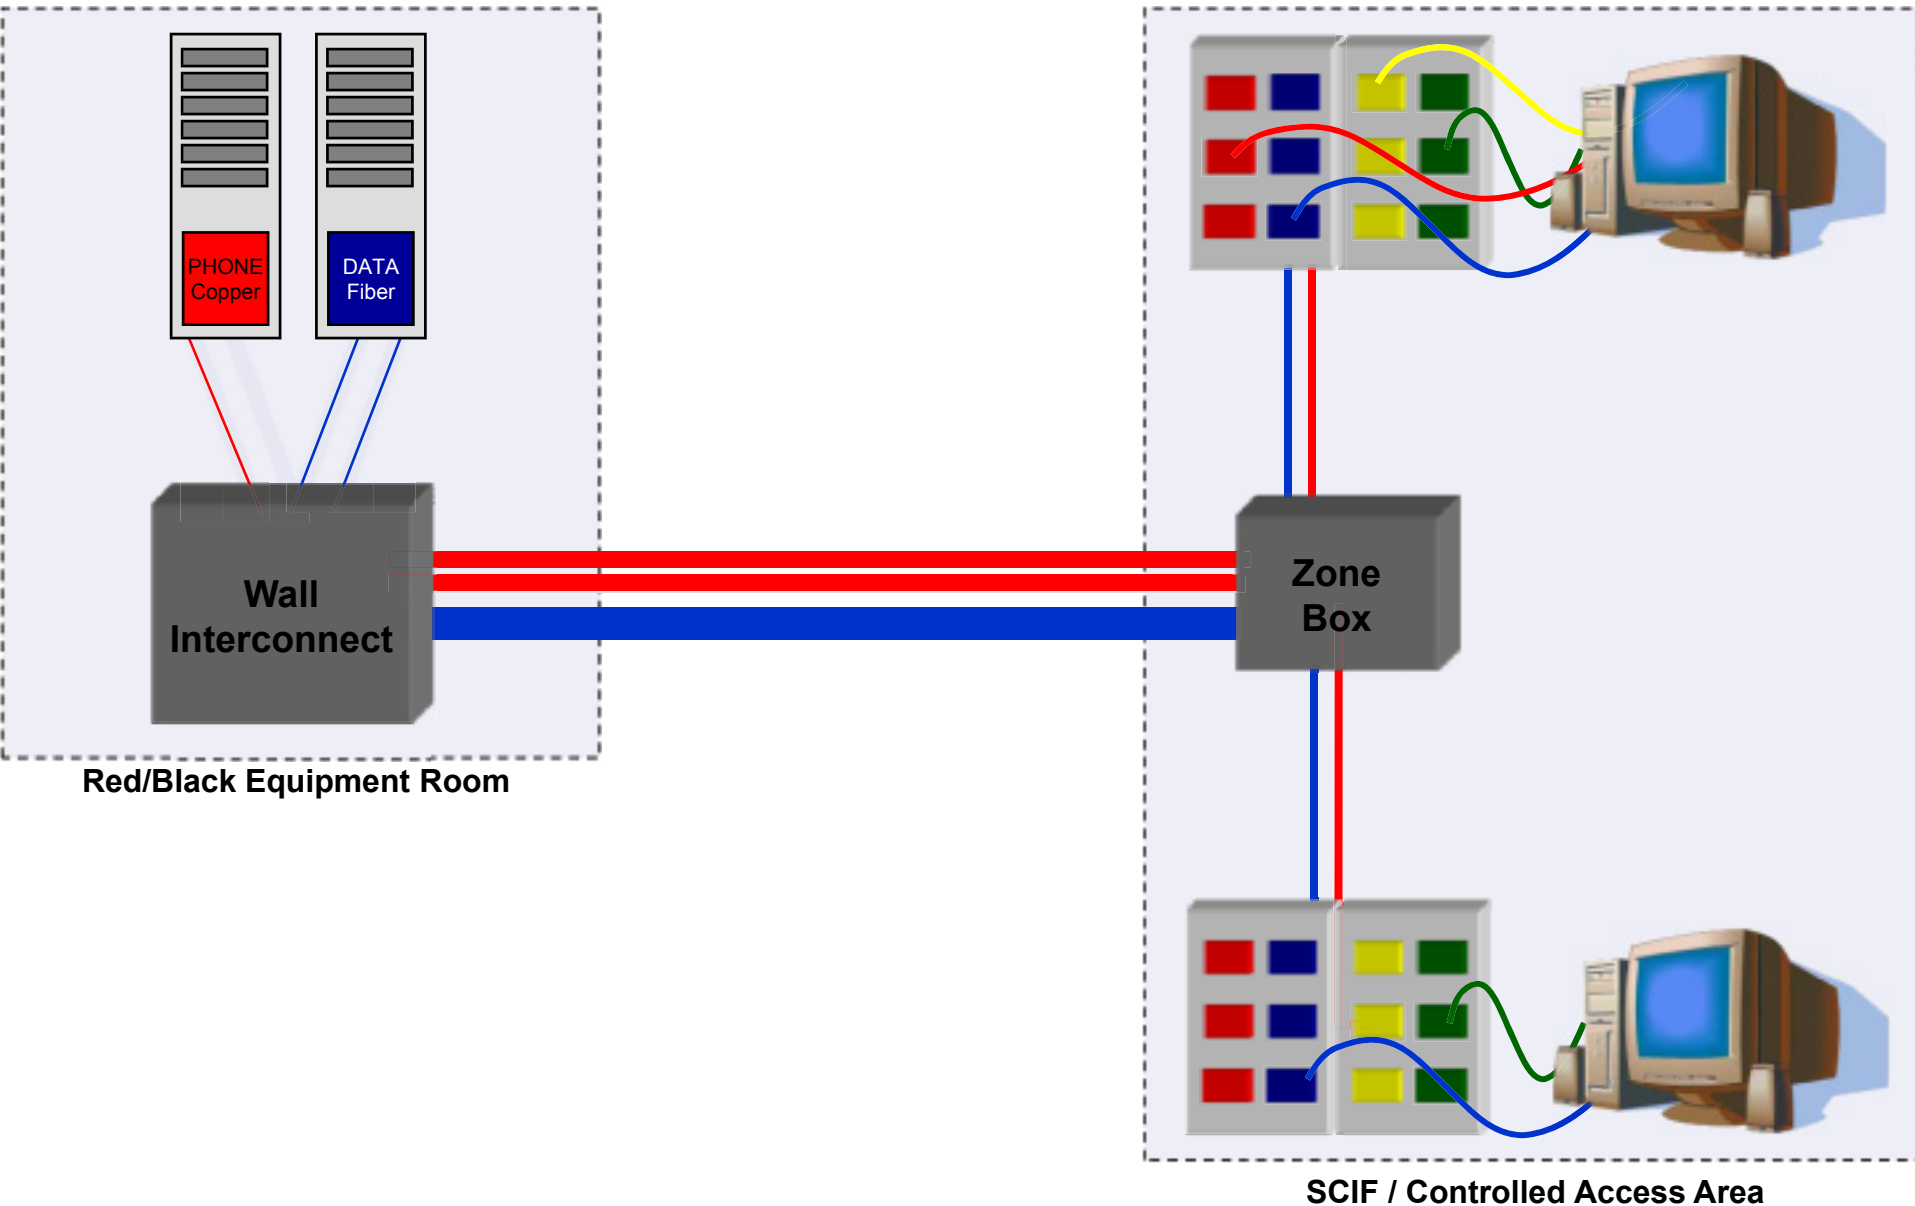 PHONE
Copper
DATA
Fiber
Wall
Interconnect
Zone
Box
Red/Black Equipment Room
SCIF / Controlled Access Area